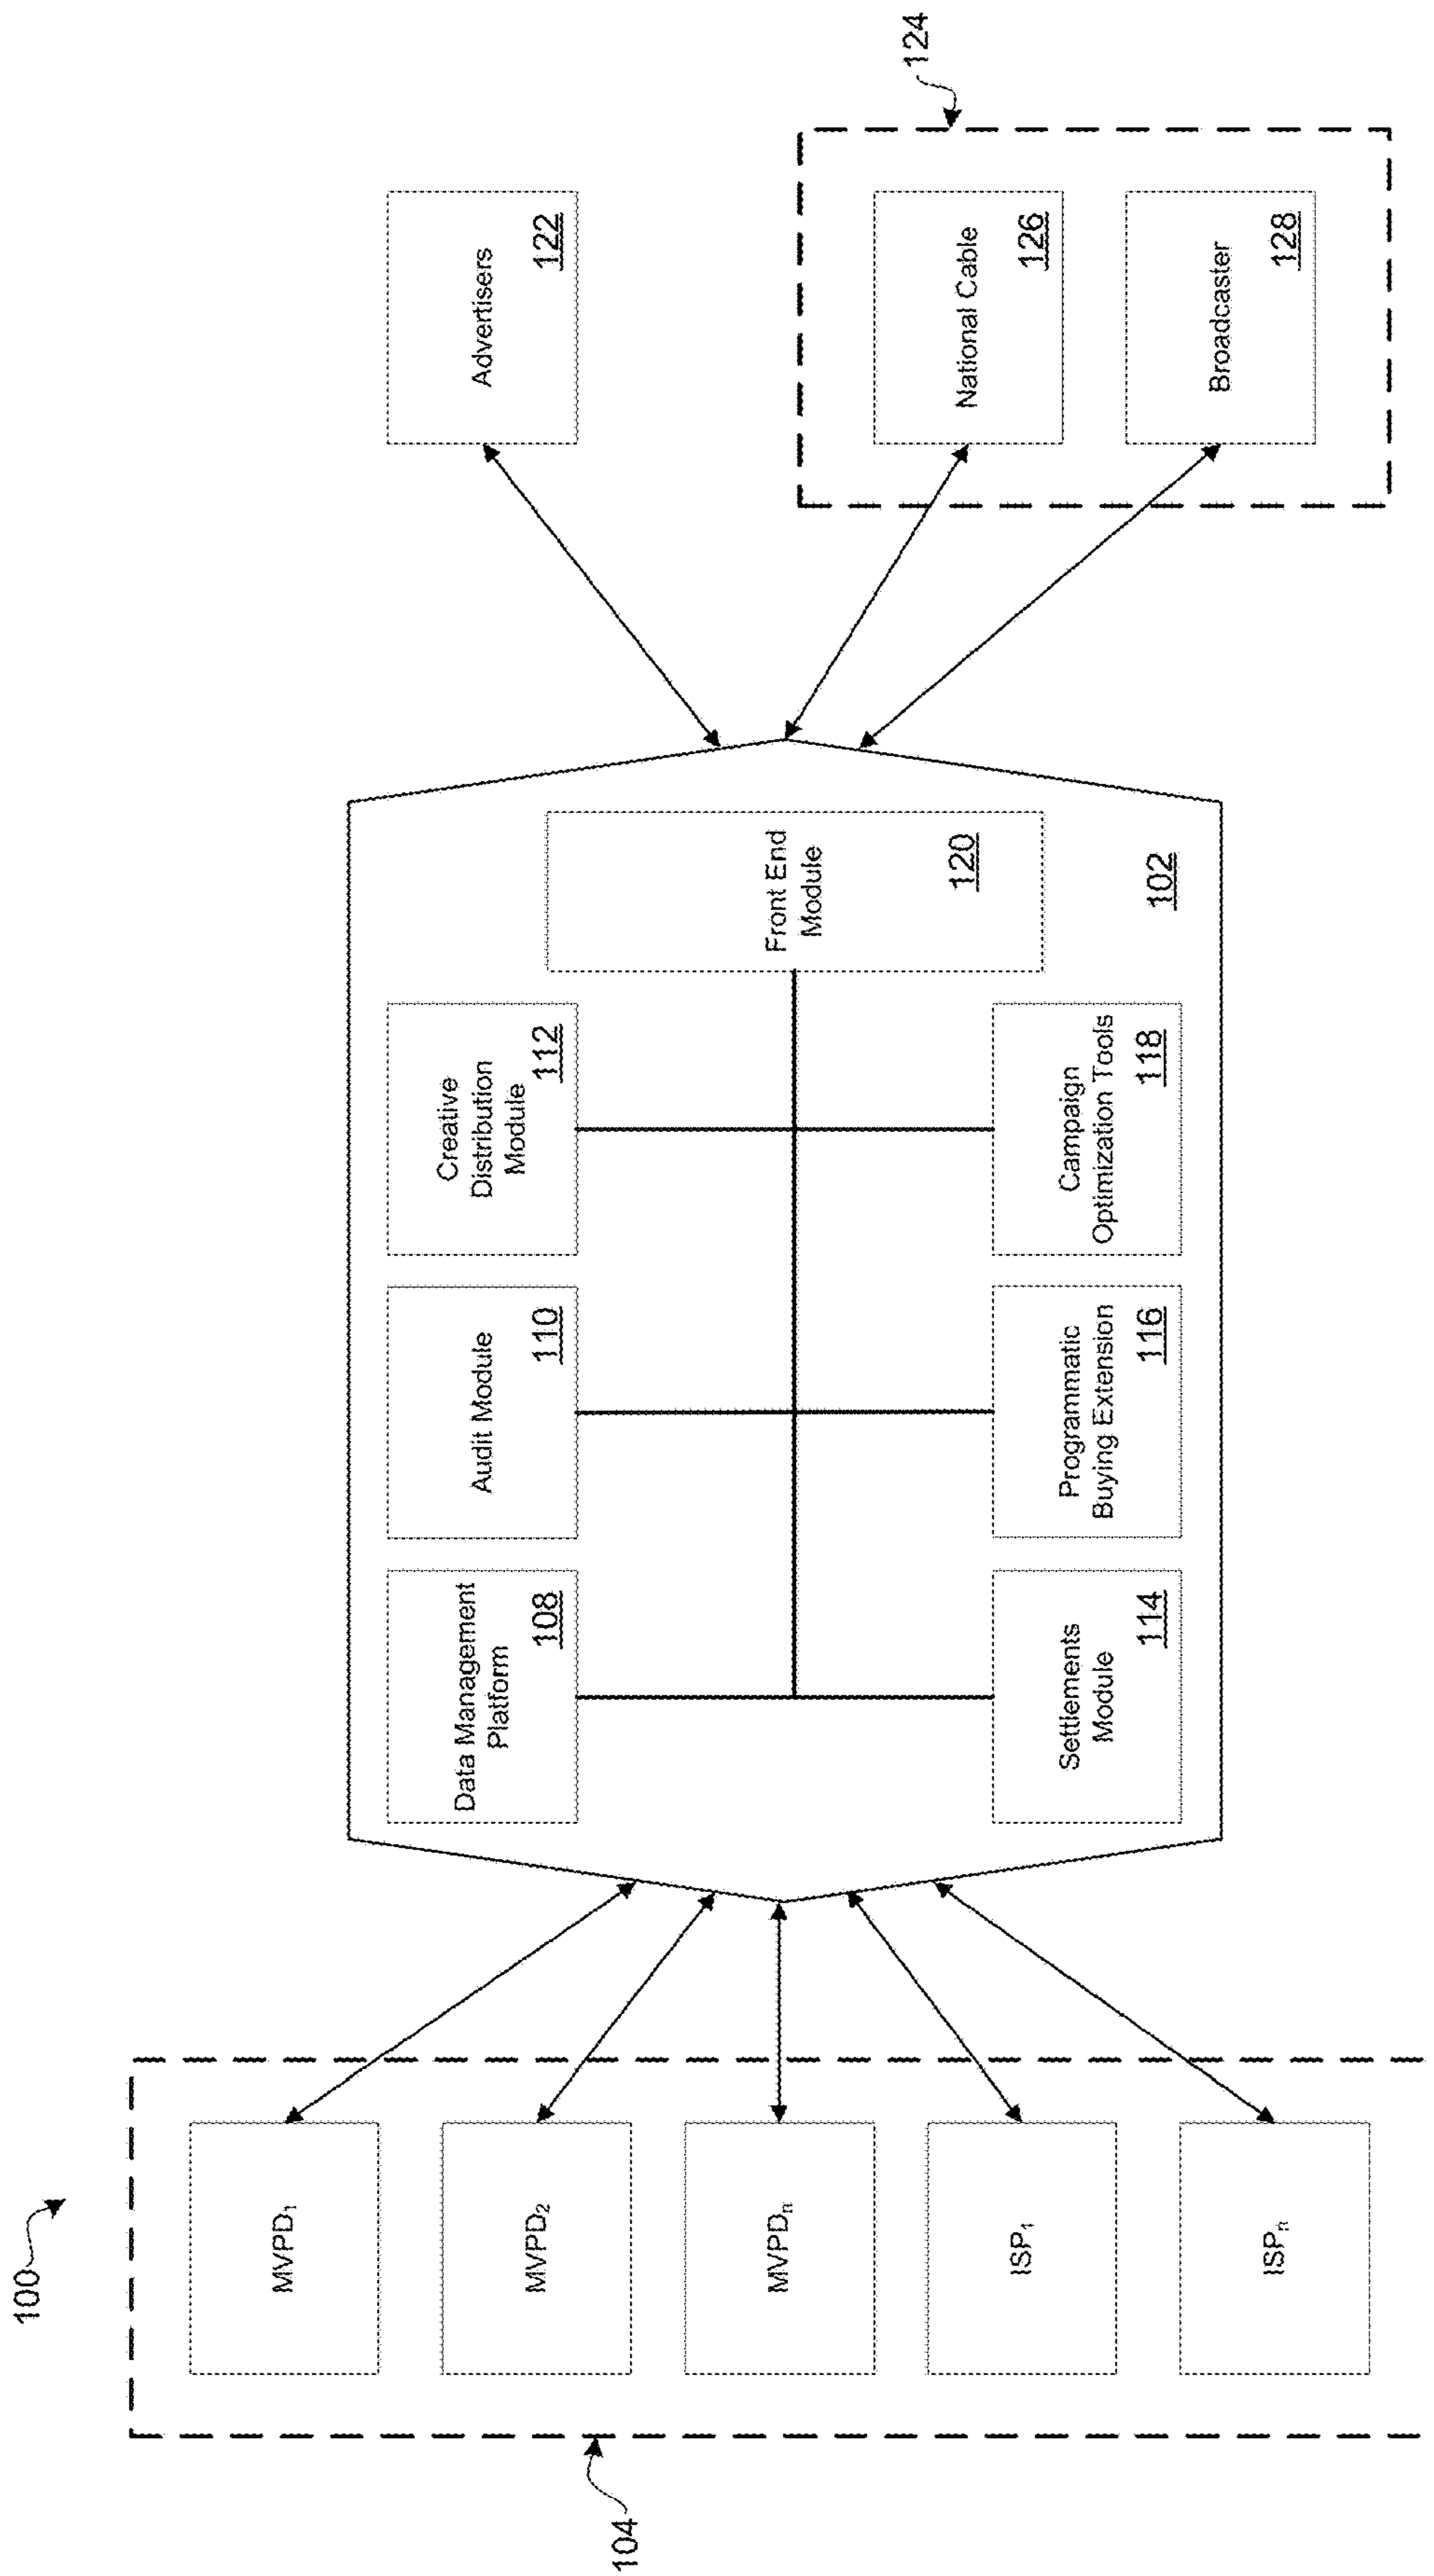 100
104
MVPD₁
MVPD₂
MVPDₙ
ISP₁
ISPₙ
Data Management
Platform
108
Audit Module
110
Creative
Distribution
Module
112
Settlements
Module
114
Programmatic
Buying Extension
116
Campaign
Optimization Tools
118
Front End
Module
120
102
Advertisers
122
124
National Cable
126
Broadcaster
128